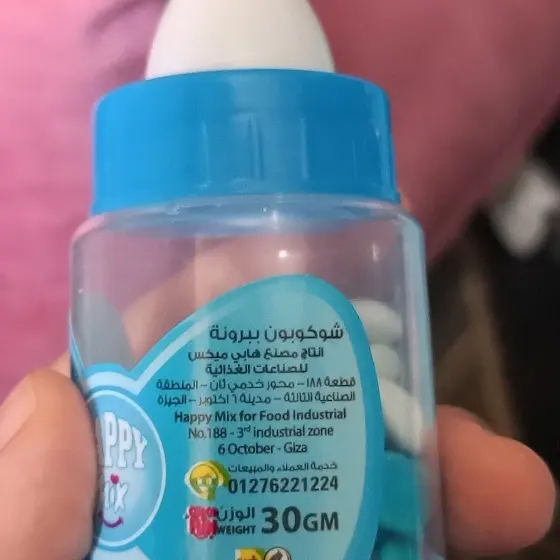 شوكوبون ببرونة
انتاج مصنع هابي ميكس
للصناعات الغذائية
قطعة ١٨٨ – محور خدمي ثان – المنطقة
الصناعية الثالثة – مدينة ٦ اكتوبر – الجيزة
Happy Mix for Food Industrial
No,188 - 3rd industrial zone
6 October - Giza
خدمة العملاء والمبيعات
01276221224
الوزن
WEIGHT 30GM
HAPPY